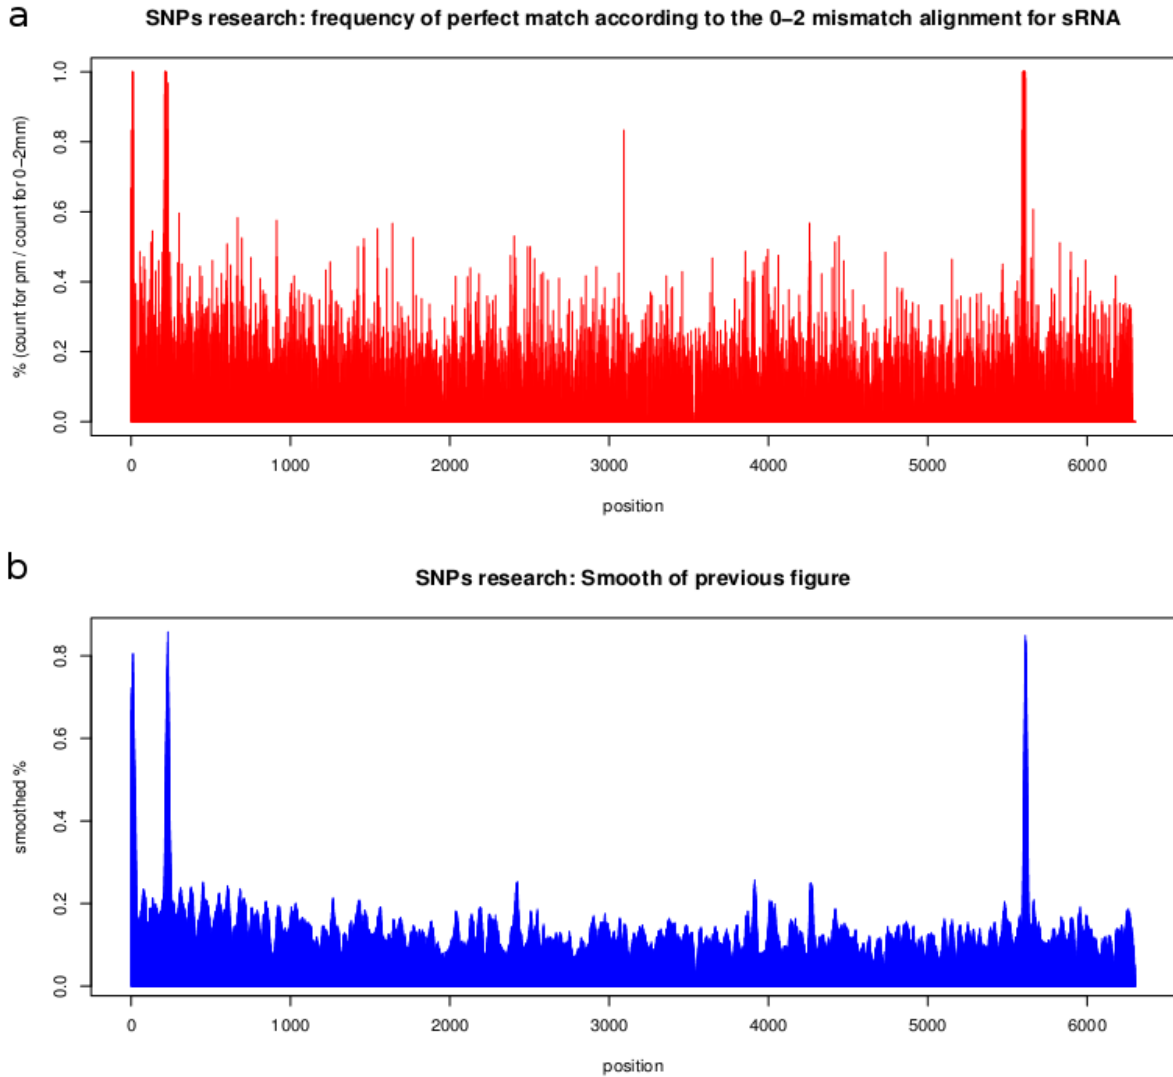 a
SNPs research: frequency of perfect match according to the 0–2 mismatch alignment for sRNA
% (count for pm / count for 0–2mm)
1.0
0.8
0.6
0.4
0.2
0.0
0 1000 2000 3000 4000 5000 6000
position
b
SNPs research: Smooth of previous figure
smoothed %
0.8
0.6
0.4
0.2
0.0
0 1000 2000 3000 4000 5000 6000
position